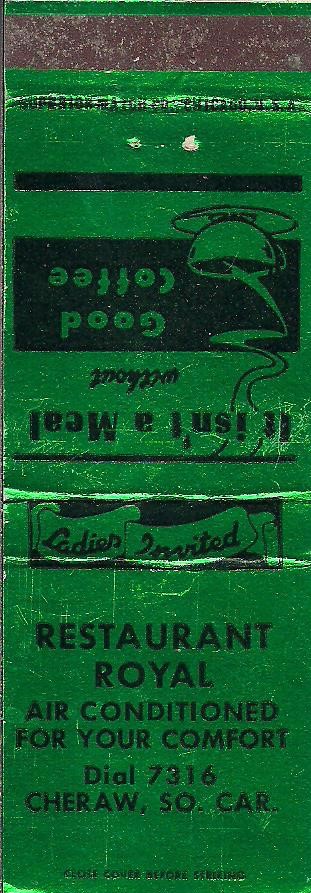 SUPERIOR MATCH CO., CHICAGO, U.S.A.
It isn't a Meal
without
Good
Coffee
Ladies Invited
RESTAURANT
ROYAL
AIR CONDITIONED
FOR YOUR COMFORT
Dial 7316
CHERAW, SO. CAR.
CLOSE COVER BEFORE STRIKING